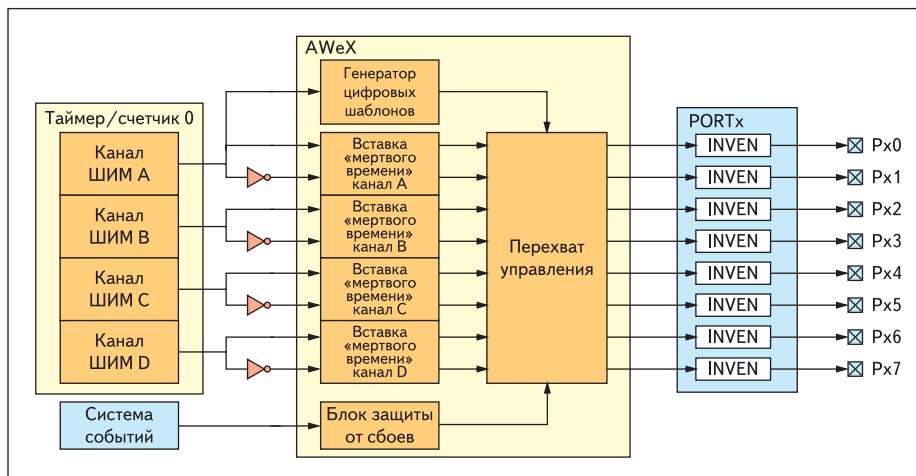 AWeX
Генератор
цифровых
шаблонов
Таймер/счетчик 0
PORTx
Канал
ШИМ A
Вставка
«мертвого
времени»
канал A
Канал
ШИМ B
Вставка
«мертвого
времени»
канал B
Канал
ШИМ C
Вставка
«мертвого
времени»
канал C
Канал
ШИМ D
Вставка
«мертвого
времени»
канал D
Перехват
управления
INVEN
Px0
INVEN
Px1
INVEN
Px2
INVEN
Px3
INVEN
Px4
INVEN
Px5
INVEN
Px6
INVEN
Px7
Система
событий
Блок защиты
от сбоев